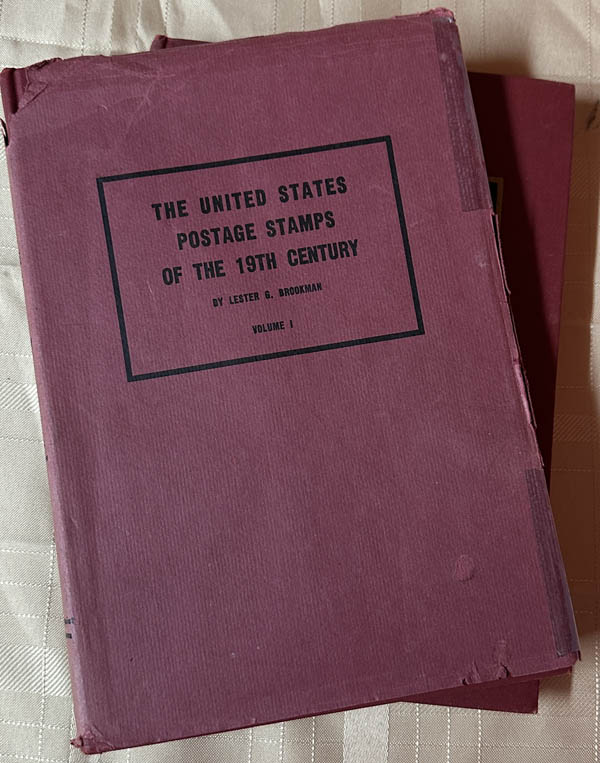 THE UNITED STATES
POSTAGE STAMPS
OF THE 19TH CENTURY
BY LESTER G. BROOKMAN
VOLUME I